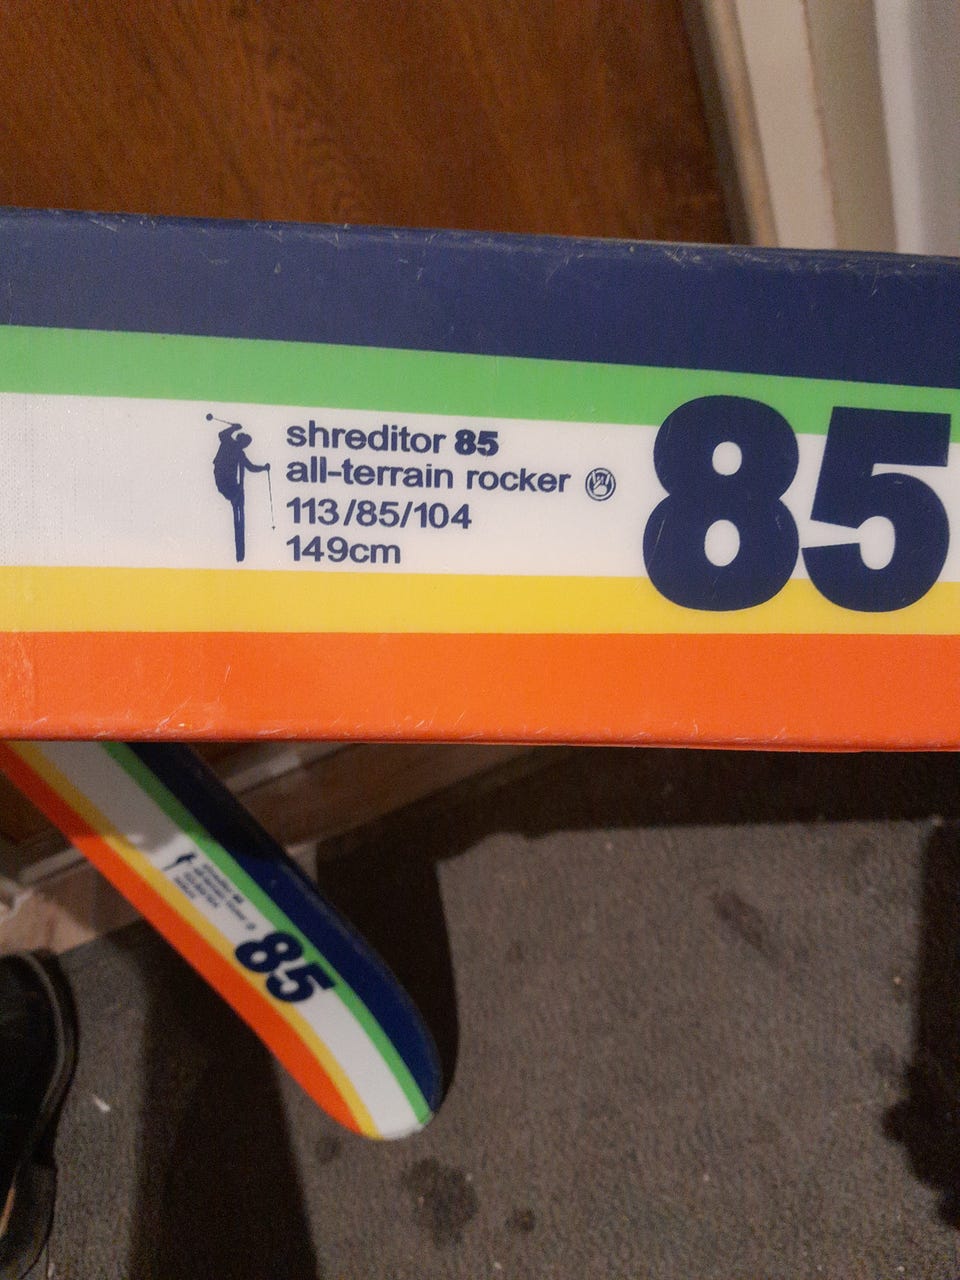 shreditor 85
all-terrain rocker
113/85/104
149cm
85
85